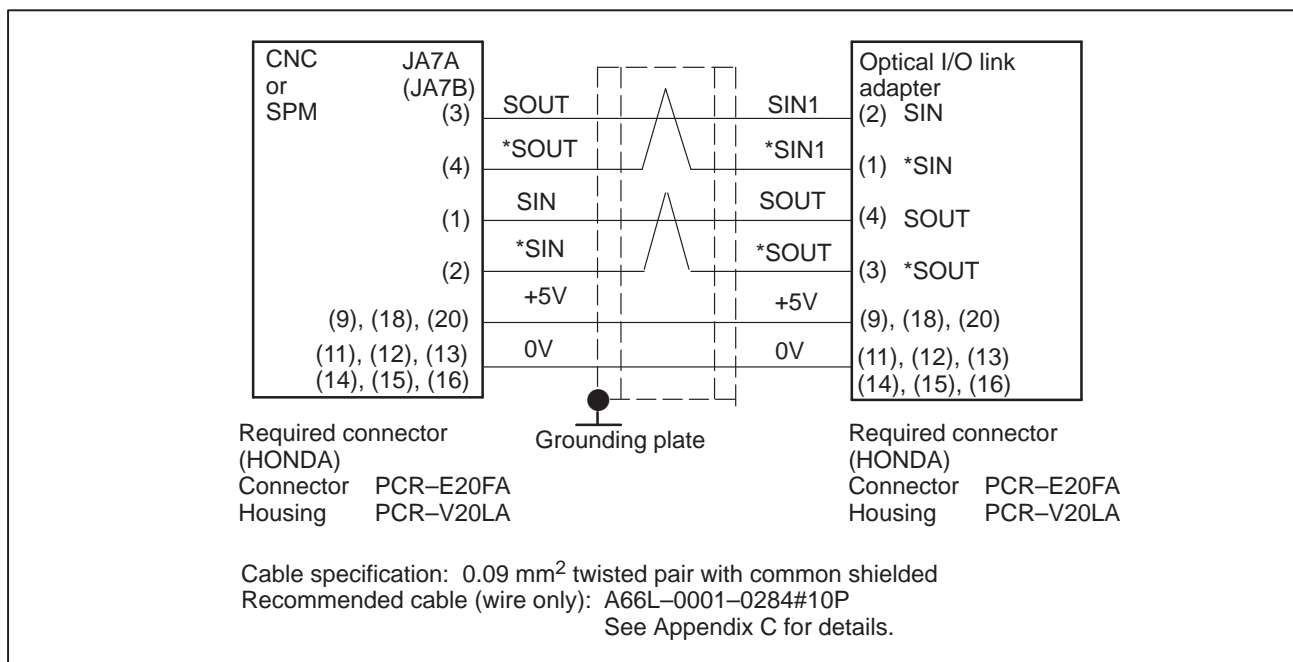 CNC
or
SPM
JA7A
(JA7B)
(3)
(4)
(1)
(2)
(9), (18), (20)
(11), (12), (13)
(14), (15), (16)
SOUT
*SOUT
SIN
*SIN
+5V
0V
SIN1
*SIN1
SOUT
*SOUT
+5V
0V
Optical I/O link
adapter
(2) SIN
(1) *SIN
(4) SOUT
(3) *SOUT
(9), (18), (20)
(11), (12), (13)
(14), (15), (16)
Grounding plate
Required connector
(HONDA)
Connector PCR–E20FA
Housing PCR–V20LA
Required connector
(HONDA)
Connector PCR–E20FA
Housing PCR–V20LA
Cable specification: 0.09 mm2 twisted pair with common shielded
Recommended cable (wire only): A66L–0001–0284#10P
See Appendix C for details.